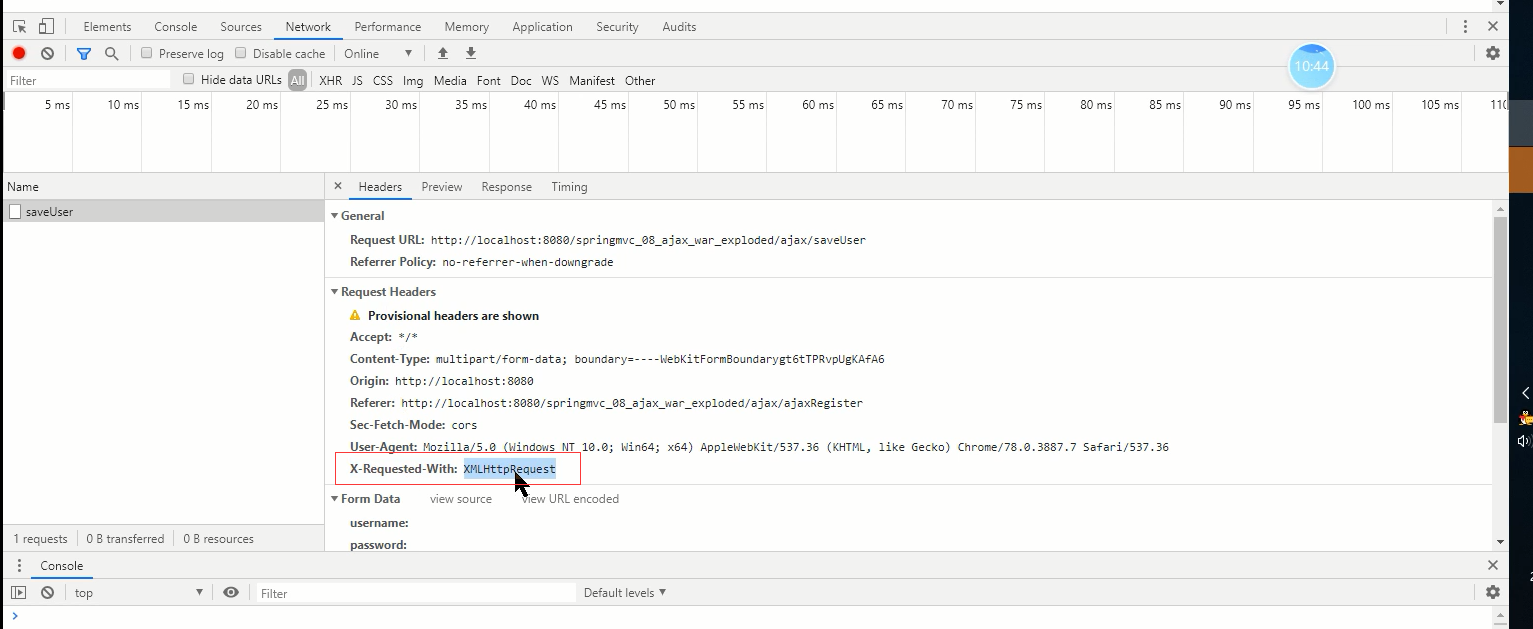 Elements Console Sources Network Performance Memory Application Security Audits
Preserve log Disable cache Online
10:44
Filter Hide data URLs All XHR JS CSS Img Media Font Doc WS Manifest Other
5 ms 10 ms 15 ms 20 ms 25 ms 30 ms 35 ms 40 ms 45 ms 50 ms 55 ms 60 ms 65 ms 70 ms 75 ms 80 ms 85 ms 90 ms 95 ms 100 ms 105 ms
Name Headers Preview Response Timing
saveUser
General
Request URL: http://localhost:8080/springmvc_08_ajax_war_exploded/ajax/saveUser
Referrer Policy: no-referrer-when-downgrade
Request Headers
Provisional headers are shown
Accept: */*
Content-Type: multipart/form-data; boundary=----WebKitFormBoundarygt6tTPRvpUgKAfA6
Origin: http://localhost:8080
Referer: http://localhost:8080/springmvc_08_ajax_war_exploded/ajax/ajaxRegister
Sec-Fetch-Mode: cors
User-Agent: Mozilla/5.0 (Windows NT 10.0; Win64; x64) AppleWebKit/537.36 (KHTML, like Gecko) Chrome/78.0.3887.7 Safari/537.36
X-Requested-With: XMLHttpRequest
Form Data view source view URL encoded
username:
password:
1 requests 0 B transferred 0 B resources
Console
top Filter Default levels